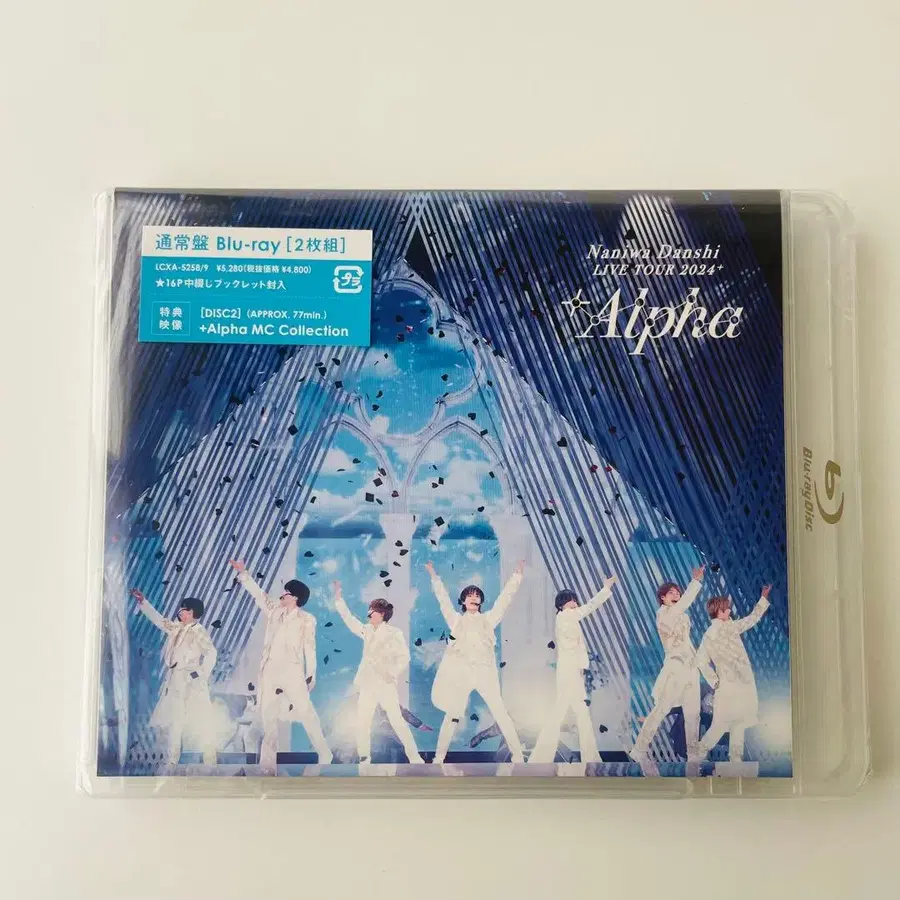 通常盤 Blu-ray [2枚組]
LCXA-5258/9 ¥5,280(税抜価格 ¥4,800)
★16P中綴じブックレット封入
プラ
特典
映像
[DISC2] (APPROX. 77min.)
+Alpha MC Collection
Naniwa Danshi
LIVE TOUR 2024+
+Alpha
Blu-ray Disc